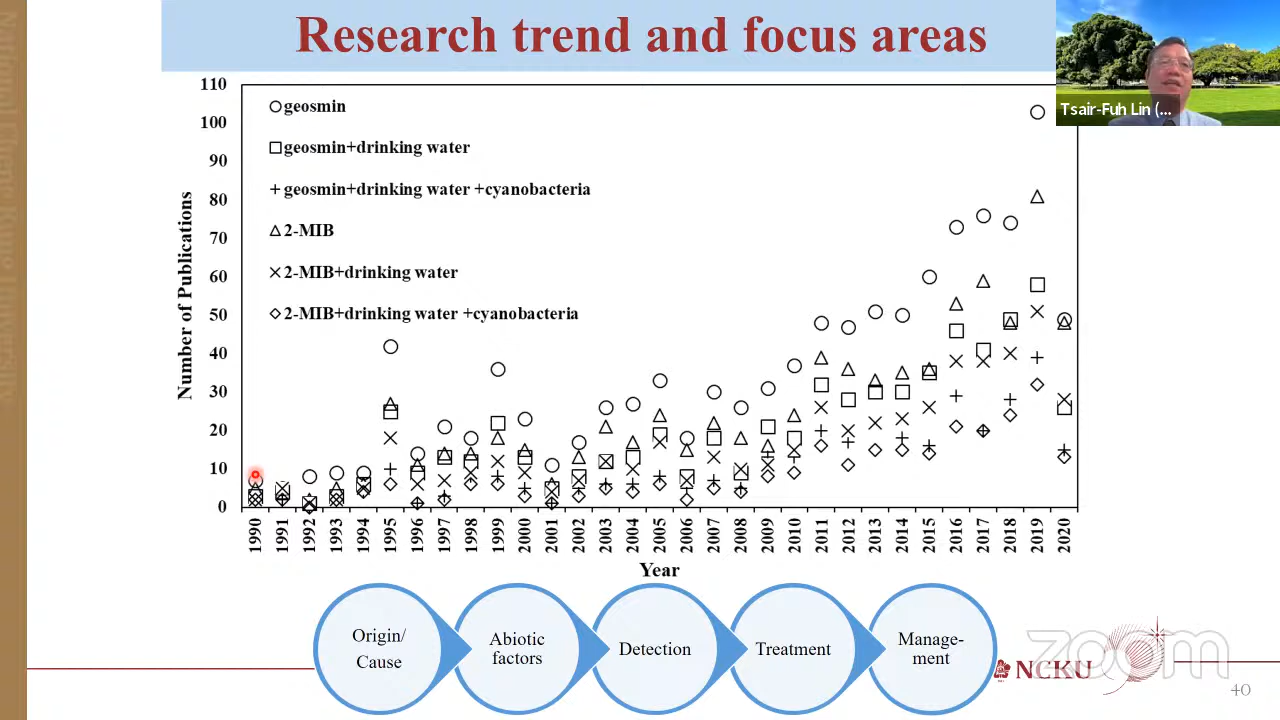 Research trend and focus areas
Tsair-Fuh Lin (...
110
100
90
80
70
60
50
40
30
20
10
0
Number of Publications
geosmin
geosmin+drinking water
geosmin+drinking water +cyanobacteria
2-MIB
2-MIB+drinking water
2-MIB+drinking water +cyanobacteria
1990 1991 1992 1993 1994 1995 1996 1997 1998 1999 2000 2001 2002 2003 2004 2005 2006 2007 2008 2009 2010 2011 2012 2013 2014 2015 2016 2017 2018 2019 2020
Year
Origin/
Cause
Abiotic
factors
Detection
Treatment
Manage-
ment
NCKU
zoom
40
National Cheng Kung University